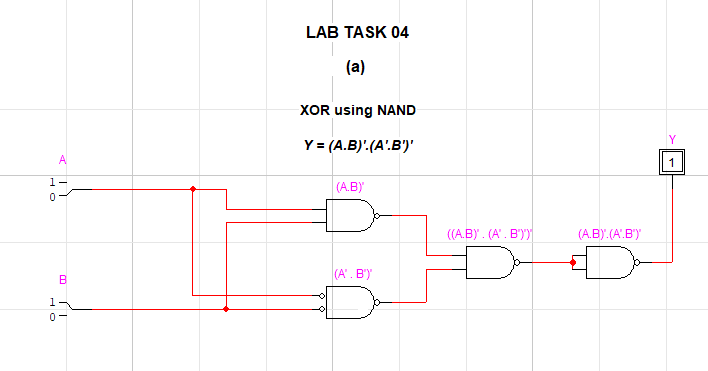 LAB TASK 04
(a)
XOR using NAND
Y = (A.B)'.(A'.B')'
Y
1
A
1
0
(A.B)'
((A.B)' . (A' . B')')'
(A.B)'.(A'.B')'
(A' . B')'
B
1
0